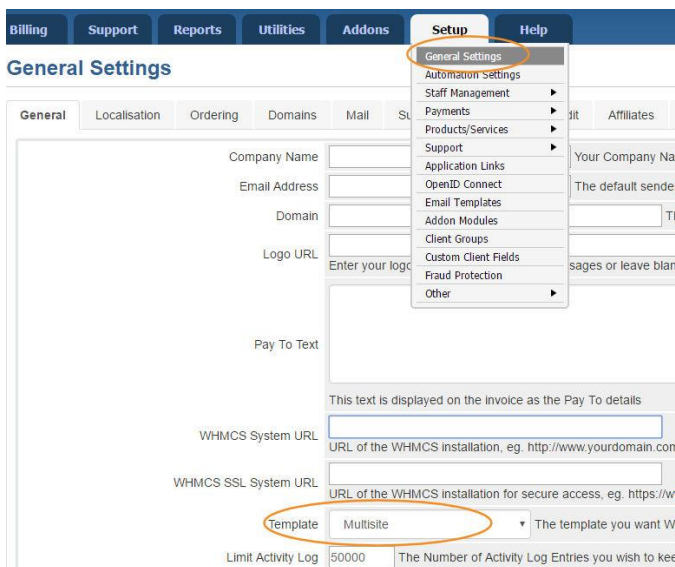 Billing Support Reports Utilities Addons Setup Help
General Settings
General Settings
Automation Settings
Staff Management
Payments
Products/Services
Support
Application Links
OpenID Connect
Email Templates
Addon Modules
Client Groups
Custom Client Fields
Fraud Protection
Other
General Localisation Ordering Domains Mail Su dit Affiliates
Company Name Your Company Na
Email Address The default sende
Domain
Logo URL
Enter your logo sages or leave blan
Pay To Text
This text is displayed on the invoice as the Pay To details
WHMCS System URL
URL of the WHMCS installation, eg. http://www.yourdomain.com
WHMCS SSL System URL
URL of the WHMCS installation for secure access, eg. https://w
Template Multisite The template you want W
Limit Activity Log 50000 The Number of Activity Log Entries you wish to kee